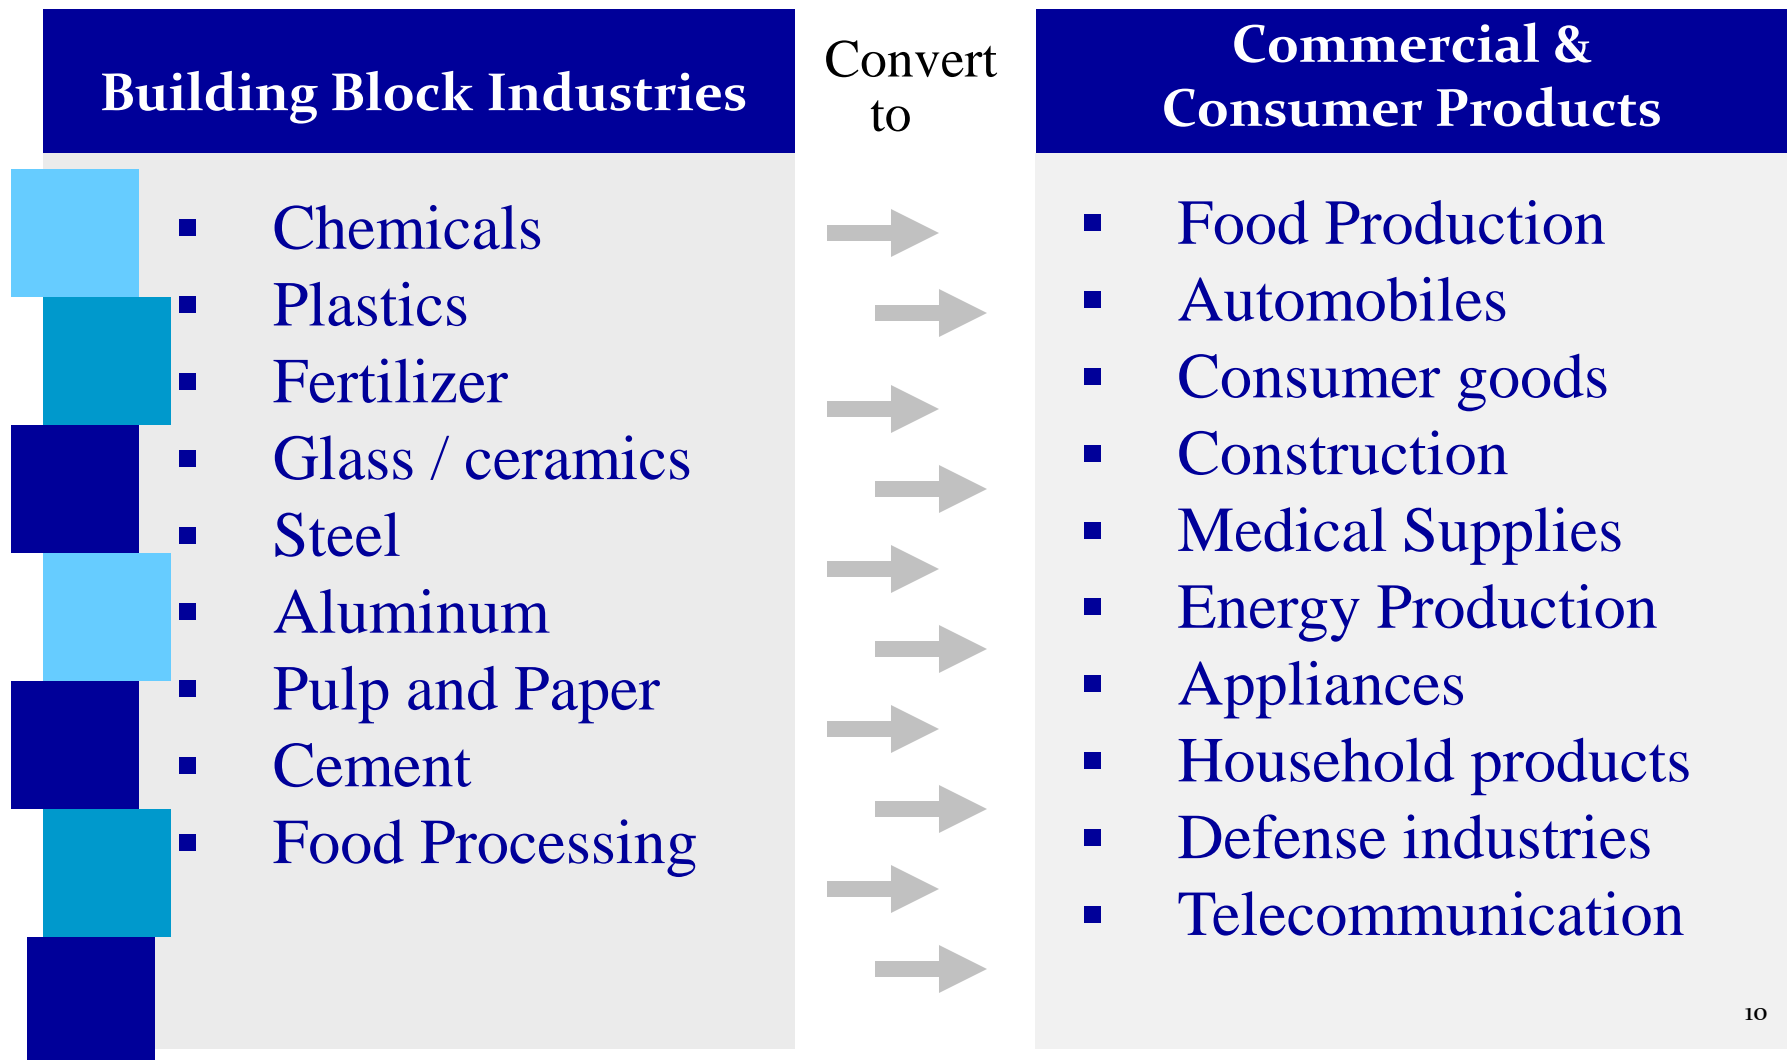 Building Block Industries
Chemicals
Plastics
Fertilizer
Glass / ceramics
Steel
Aluminum
Pulp and Paper
Cement
Food Processing
Convert
to
Commercial &
Consumer Products
Food Production
Automobiles
Consumer goods
Construction
Medical Supplies
Energy Production
Appliances
Household products
Defense industries
Telecommunication
10